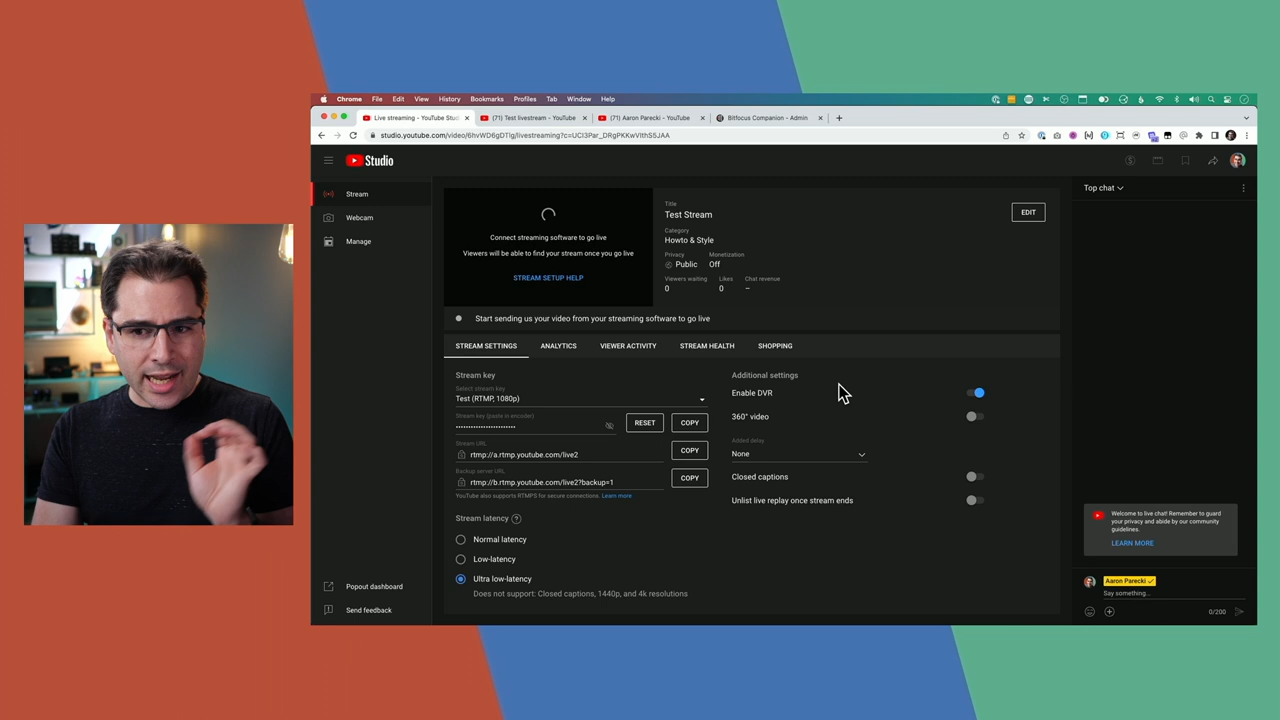 Chrome File Edit View History Bookmarks Profiles Tab Window Help
Live streaming - YouTube Stud
(71) Test livestream - YouTube
(71) Aaron Parecki - YouTube
Bitfocus Companion - Admin
studio.youtube.com/video/6hvWD6gDTlg/livestreaming?c=UCI3Par_DRgPKKwVIthS5JAA
Studio
Stream
Webcam
Manage
Popout dashboard
Send feedback
Connect streaming software to go live
Viewers will be able to find your stream once you go live
STREAM SETUP HELP
Title
Test Stream
EDIT
Category
Howto & Style
Privacy Monetization
Public Off
Viewers waiting Likes Chat revenue
0 0 –
Start sending us your video from your streaming software to go live
STREAM SETTINGS ANALYTICS VIEWER ACTIVITY STREAM HEALTH SHOPPING
Stream key
Select stream key
Test (RTMP, 1080p)
Stream key (paste in encoder)
••••••••••••••••••••••••
RESET COPY
Stream URL
rtmp://a.rtmp.youtube.com/live2
COPY
Backup server URL
rtmp://b.rtmp.youtube.com/live2?backup=1
COPY
YouTube also supports RTMPS for secure connections. Learn more
Stream latency ?
Normal latency
Low-latency
Ultra low-latency
Does not support: Closed captions, 1440p, and 4k resolutions
Additional settings
Enable DVR
360° video
Added delay
None
Closed captions
Unlist live replay once stream ends
Top chat
Welcome to live chat! Remember to guard
your privacy and abide by our community
guidelines.
LEARN MORE
Aaron Parecki
Say something...
0/200